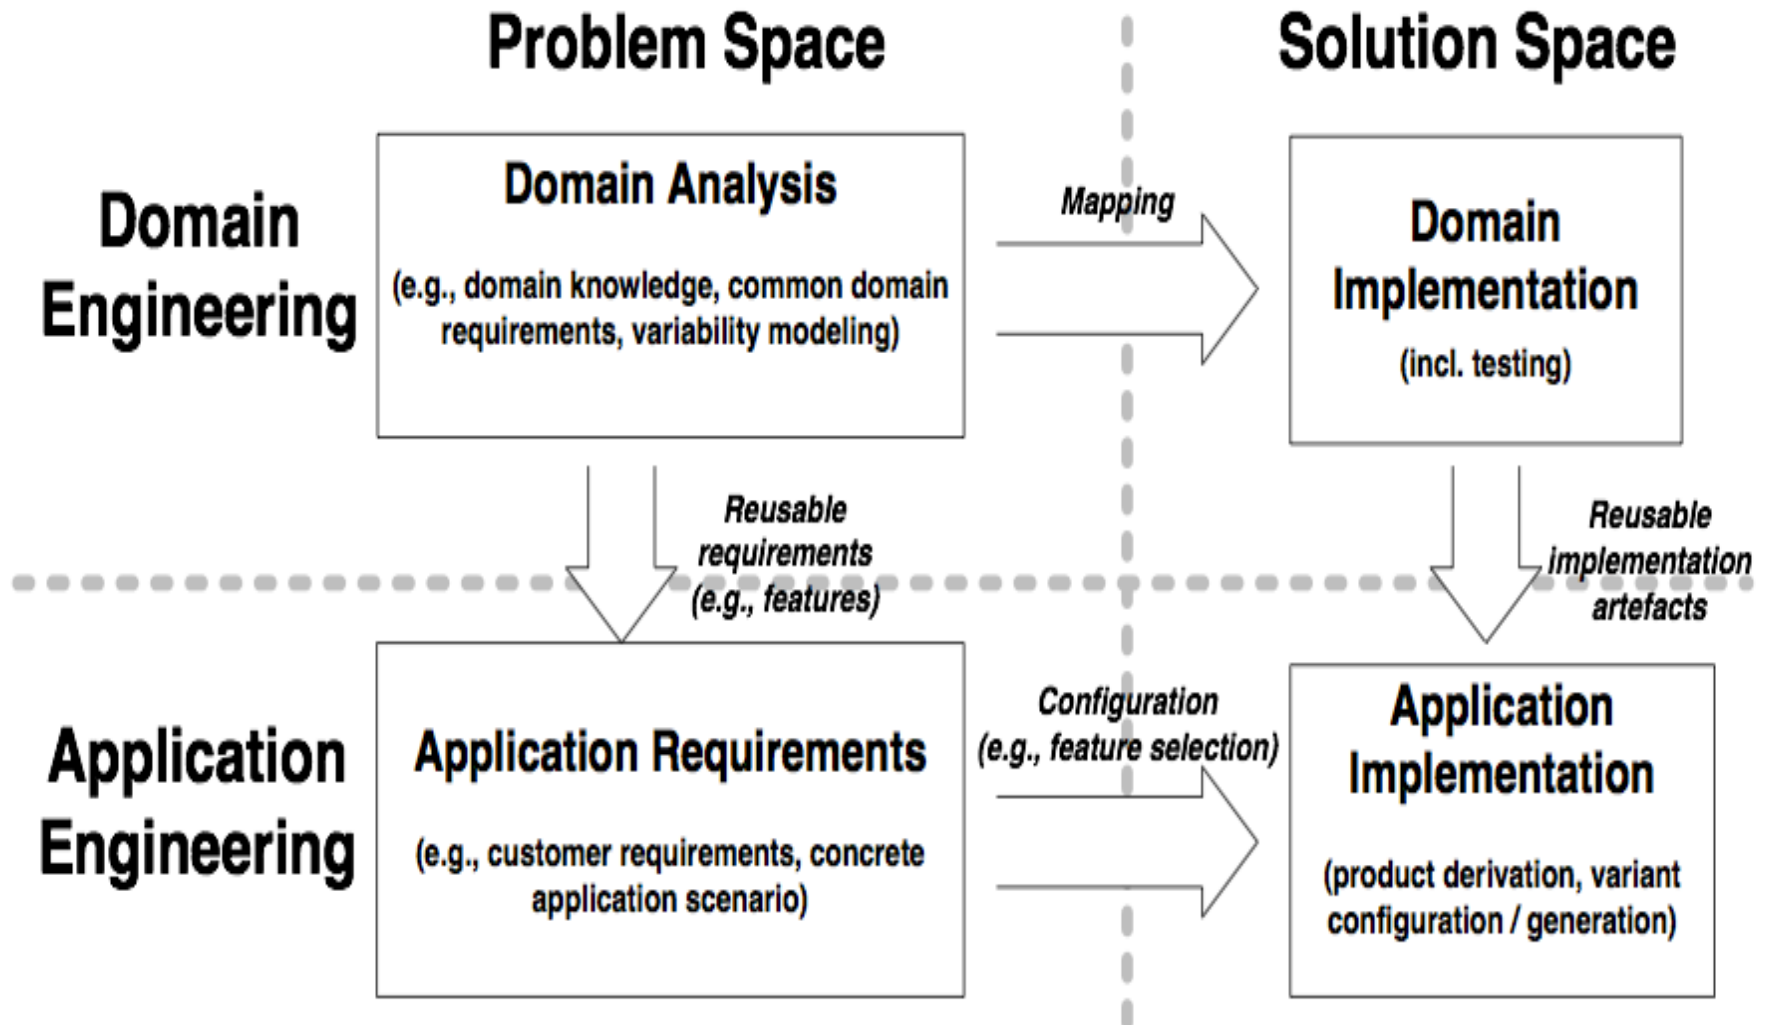 Problem Space
Solution Space
Domain
Engineering
Domain Analysis
(e.g., domain knowledge, common domain
requirements, variability modeling)
Mapping
Domain
Implementation
(incl. testing)
Reusable
requirements
(e.g., features)
Reusable
implementation
artefacts
Application
Engineering
Application Requirements
(e.g., customer requirements, concrete
application scenario)
Configuration
(e.g., feature selection)
Application
Implementation
(product derivation, variant
configuration / generation)